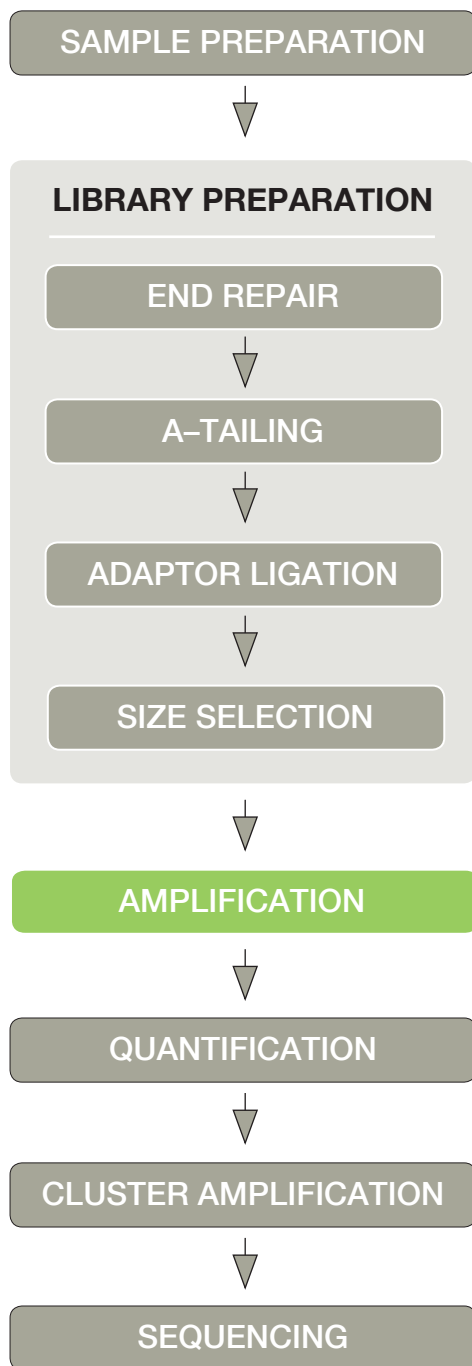 SAMPLE PREPARATION
LIBRARY PREPARATION
END REPAIR
A–TAILING
ADAPTOR LIGATION
SIZE SELECTION
AMPLIFICATION
QUANTIFICATION
CLUSTER AMPLIFICATION
SEQUENCING